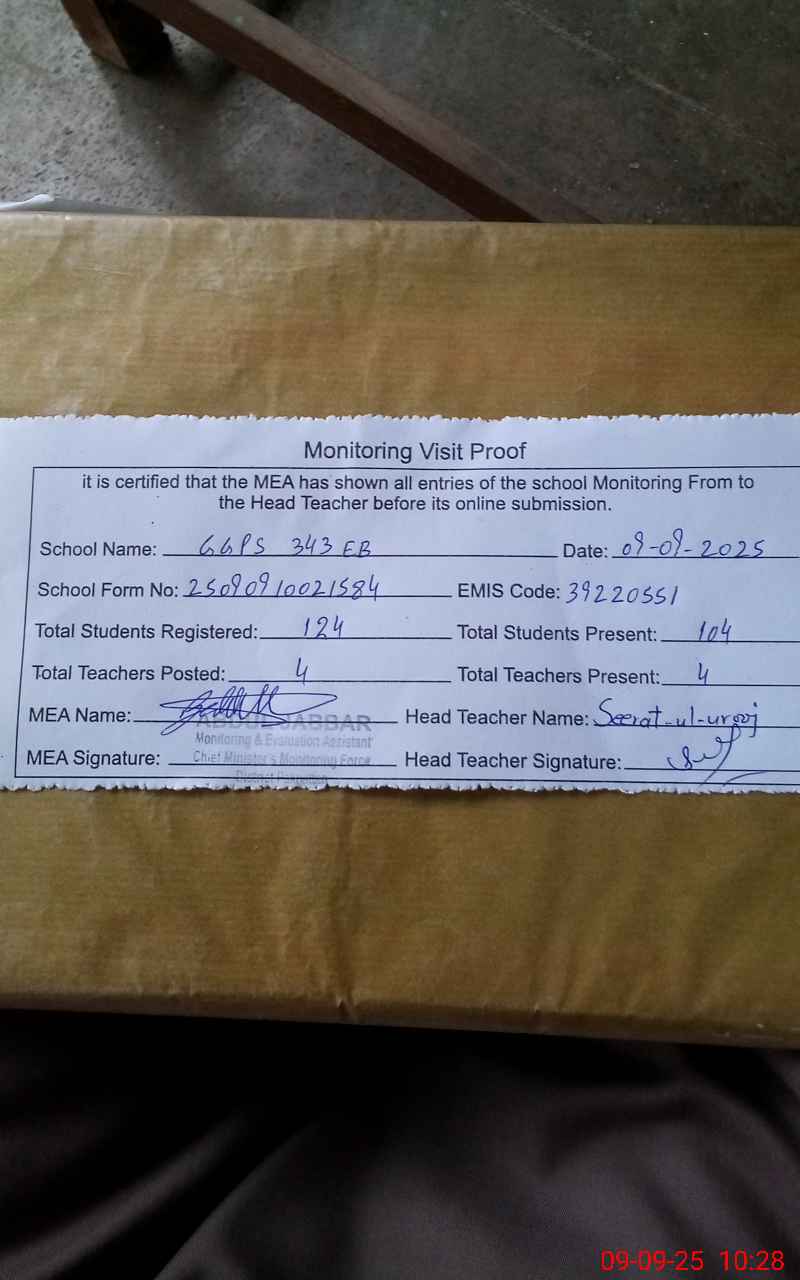 Monitoring Visit Proof
it is certified that the MEA has shown all entries of the school Monitoring From to
the Head Teacher before its online submission.
School Name: GGPS 343 EB Date: 09-09-2025
School Form No: 25090910021584 EMIS Code: 39220551
Total Students Registered: 124 Total Students Present: 104
Total Teachers Posted: 4 Total Teachers Present: 4
MEA Name: ABDUL JABBAR Head Teacher Name: Seerat-ul-urooj
Monitoring & Evaluation Assistant
MEA Signature: Chief Minister's Monitoring Force Head Teacher Signature:
District
09-09-25 10:28